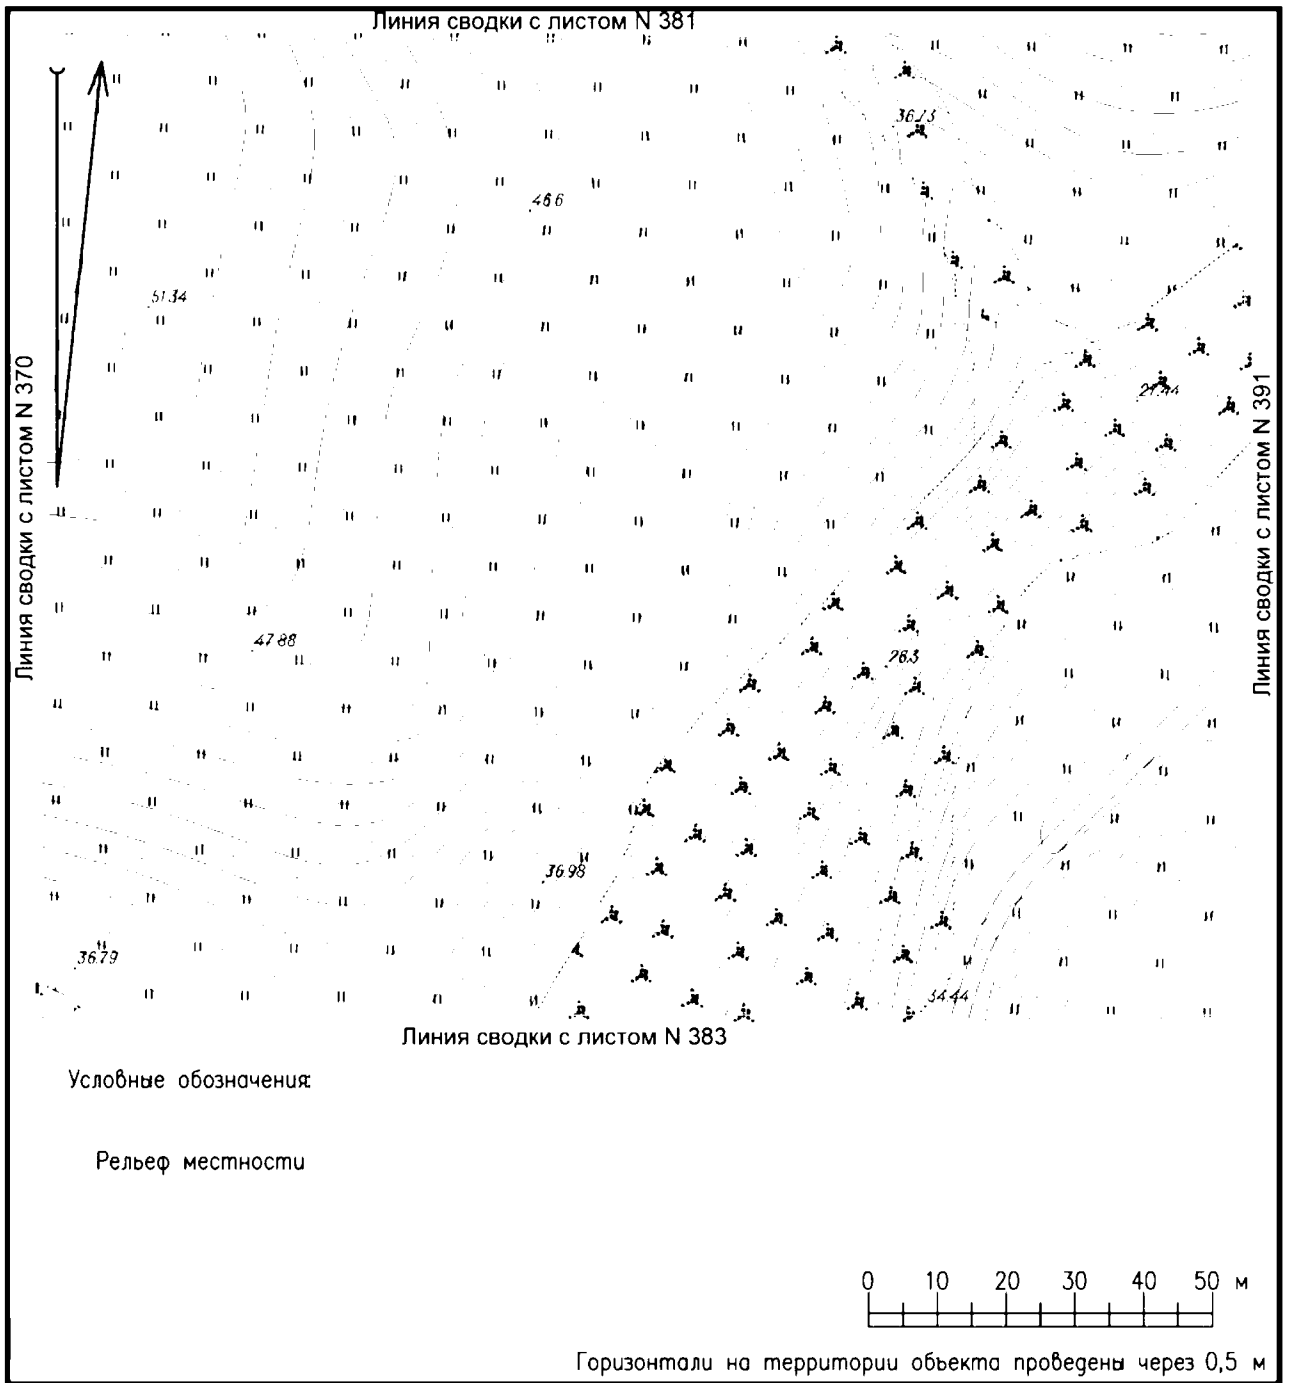 Линия сводки с листом N 381
36.73
46.6
51.34
Линия сводки с листом N 370
Линия сводки с листом N 391
47.88
28.3
36.98
36.79
34.44
Линия сводки с листом N 383
Условные обозначения:
Рельеф местности
0 10 20 30 40 50 м
Горизонтали на территории объекта проведены через 0,5 м